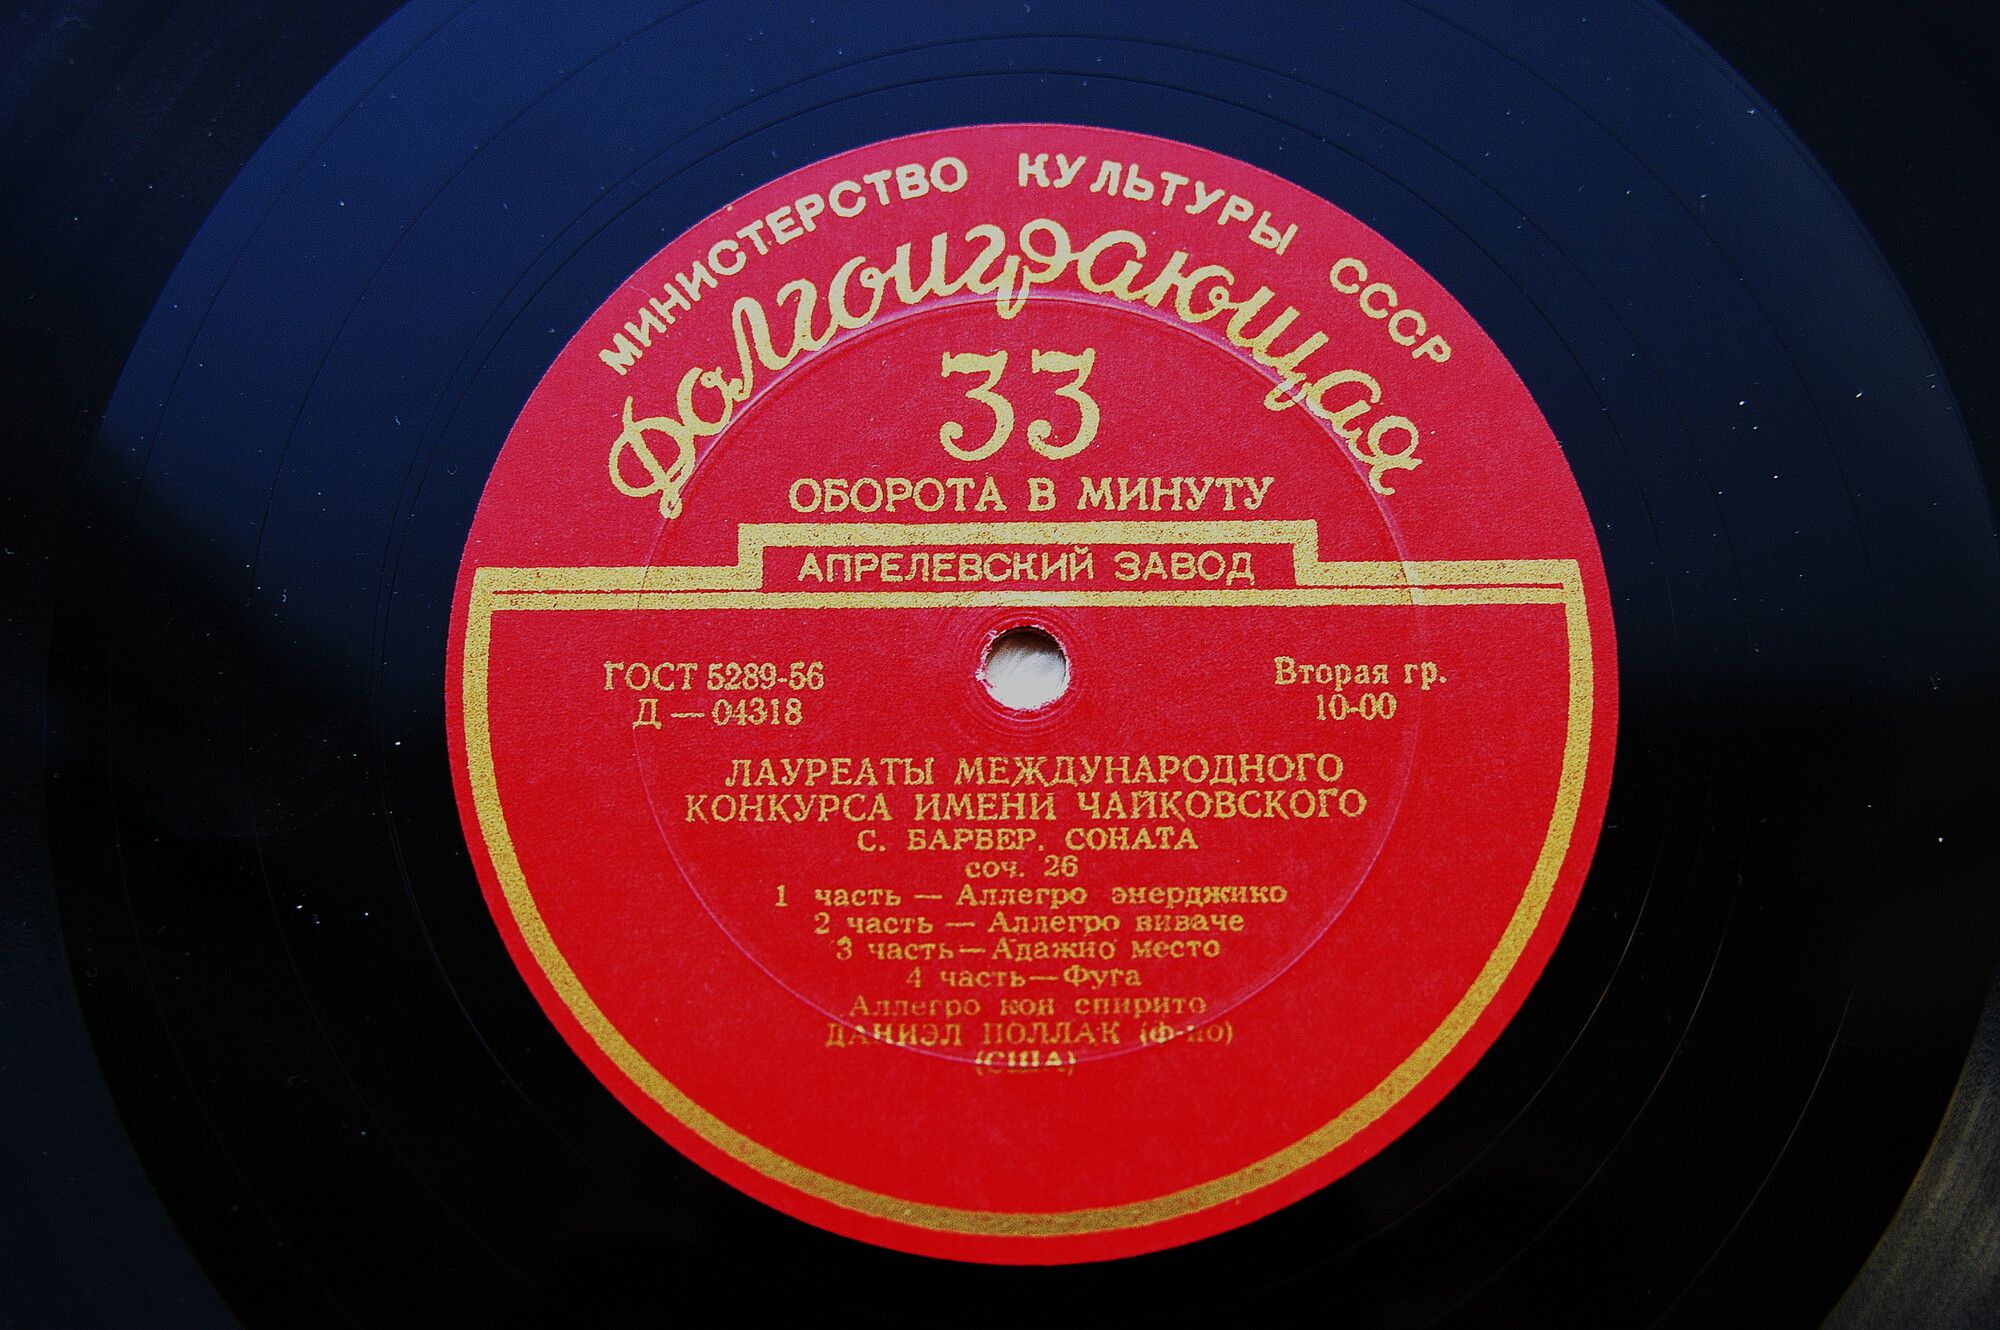 МИНИСТЕРСТВО КУЛЬТУРЫ СССР
Долгоиграющая
33
ОБОРОТА В МИНУТУ
АПРЕЛЕВСКИЙ ЗАВОД
ГОСТ 5289-56
Д — 04318
Вторая гр.
10-00
ЛАУРЕАТЫ МЕЖДУНАРОДНОГО
КОНКУРСА ИМЕНИ ЧАЙКОВСКОГО
С. БАРБЕР. СОНАТА
соч. 26
1 часть — Аллегро энерджико
2 часть — Аллегро виваче
3 часть — Адажио место
4 часть — Фуга
Аллегро кон спирито
ДАНИЭЛ ПОЛЛАК (ф-но)
(США)